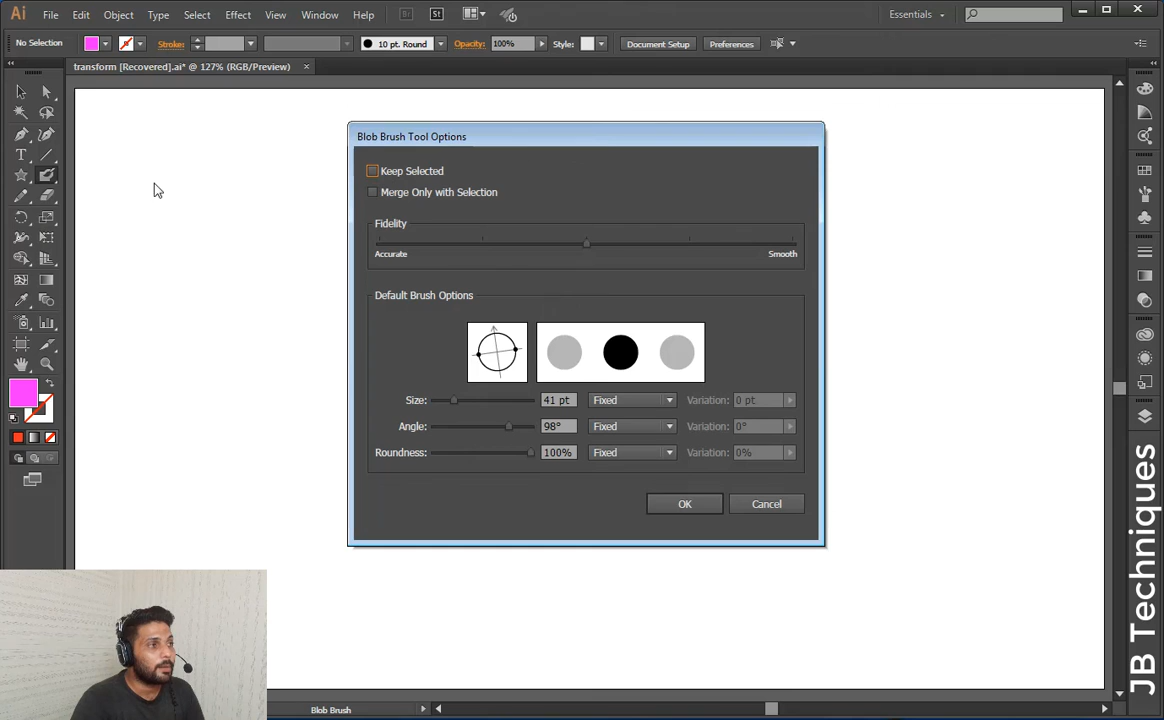 Ai File Edit Object Type Select Effect View Window Help Br St Essentials
No Selection Stroke: 10 pt. Round Opacity: 100% Style: Document Setup Preferences
transform [Recovered].ai* @ 127% (RGB/Preview) ×
Blob Brush Tool Options
Keep Selected
Merge Only with Selection
Fidelity
Accurate Smooth
Default Brush Options
Size: 41 pt Fixed Variation: 0 pt
Angle: 98° Fixed Variation: 0°
Roundness: 100% Fixed Variation: 0%
OK Cancel
Blob Brush
JB Techniques